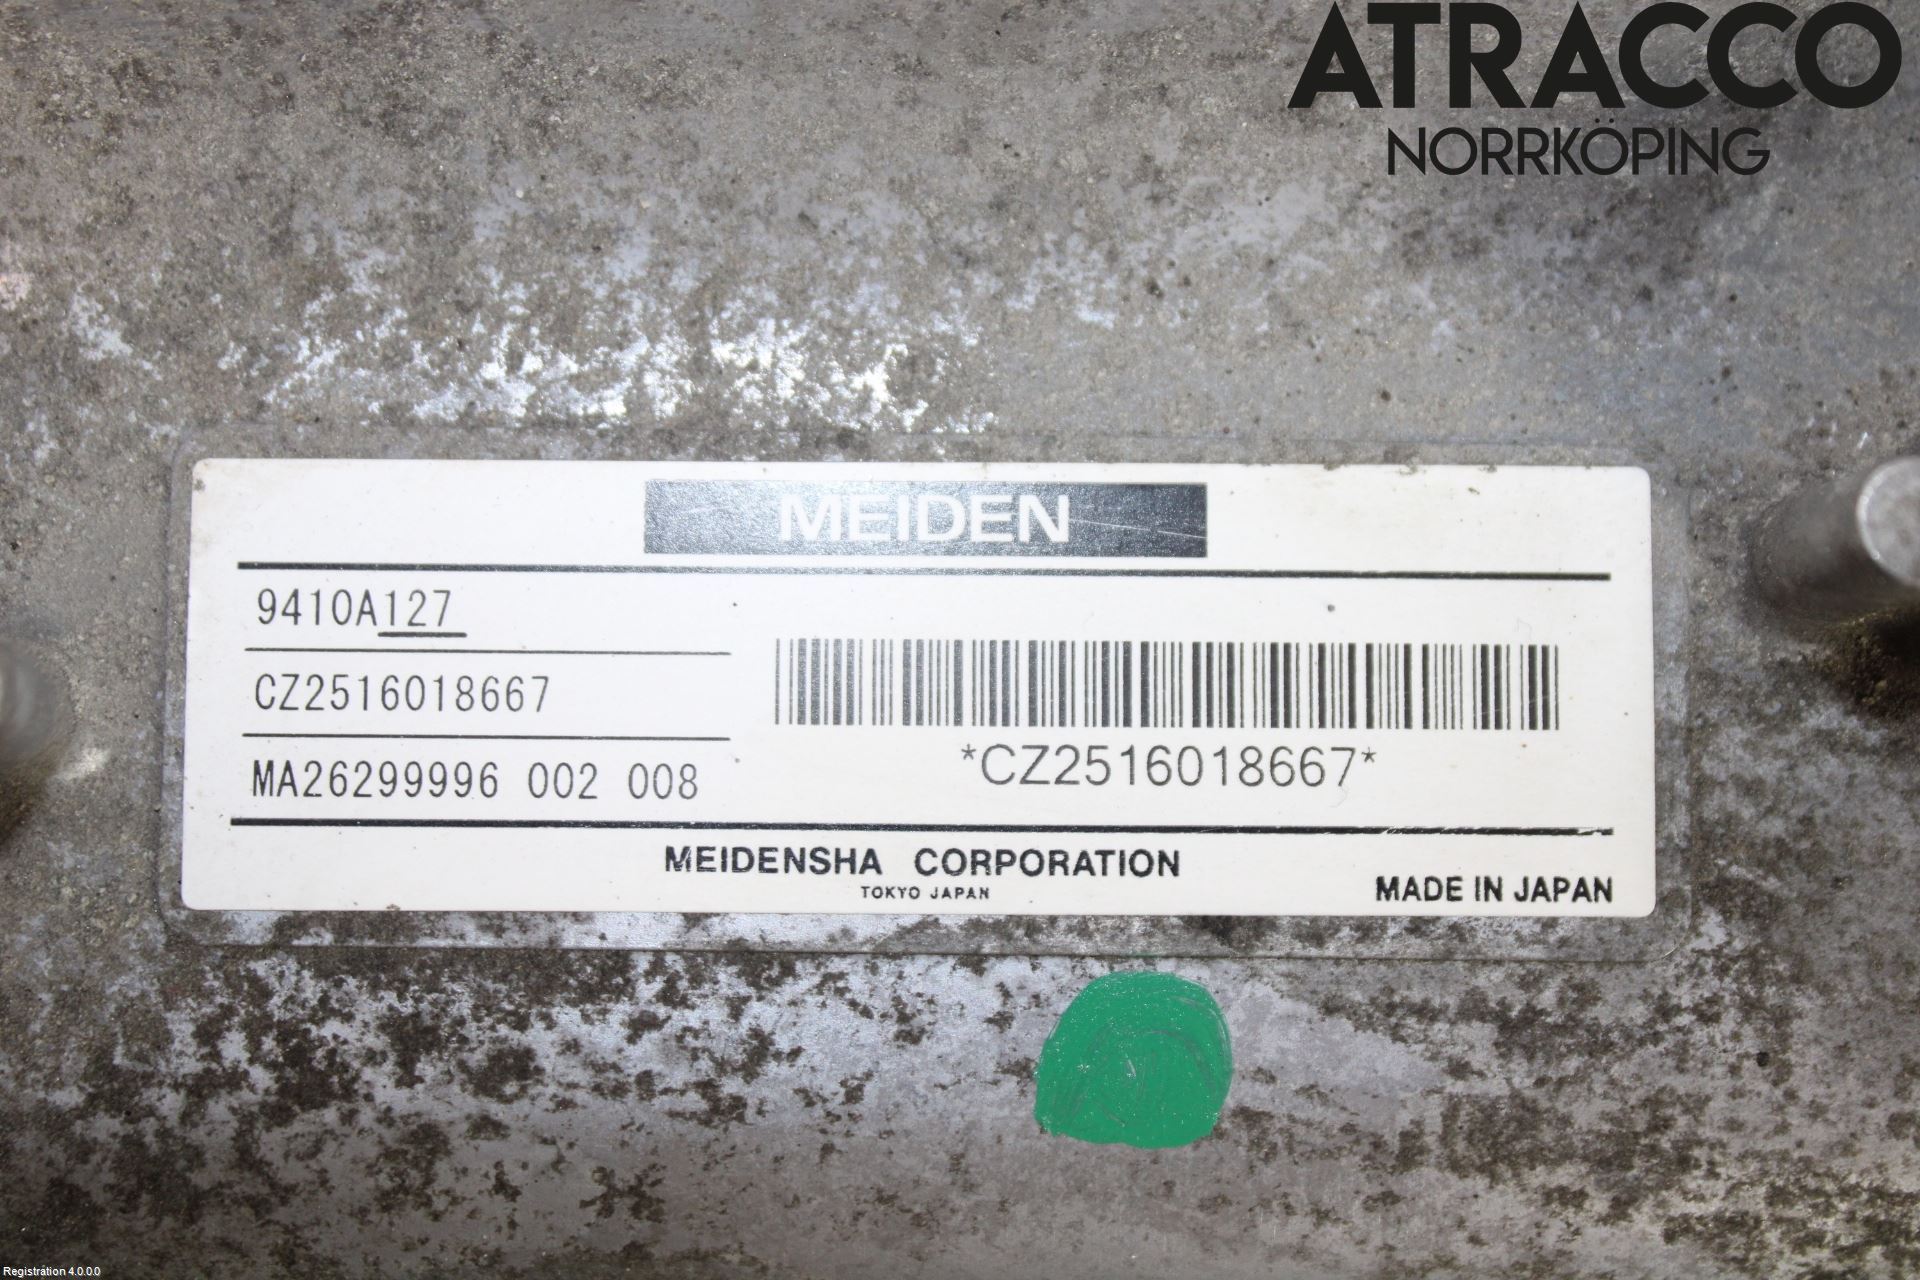 ATRACCO
NORRKÖPING
MEIDEN
9410A127
CZ2516018667
MA26299996 002 008
*CZ2516018667*
MEIDENSHA CORPORATION
TOKYO JAPAN
MADE IN JAPAN
Registration 4.0.0.0